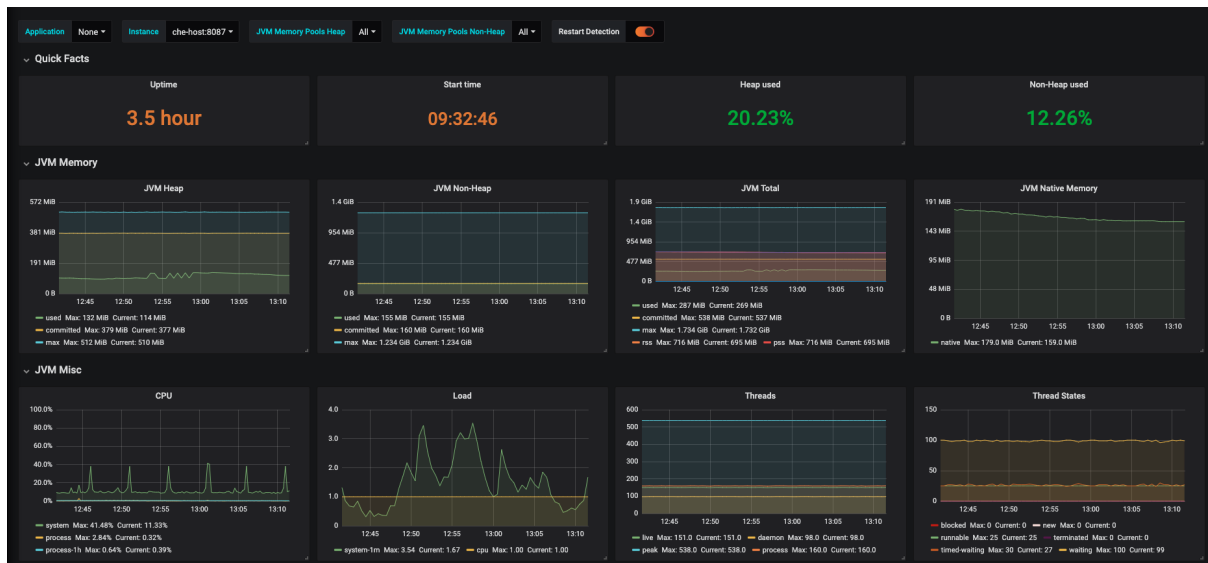 Application None Instance che-host:8087 JVM Memory Pools Heap All JVM Memory Pools Non-Heap All Restart Detection
Quick Facts
Uptime
3.5 hour
Start time
09:32:46
Heap used
20.23%
Non-Heap used
12.26%
JVM Memory
JVM Heap
572 MiB
381 MiB
191 MiB
0 B
12:45 12:50 12:55 13:00 13:05 13:10
used Max: 132 MiB Current: 114 MiB
committed Max: 379 MiB Current: 377 MiB
max Max: 512 MiB Current: 510 MiB
JVM Non-Heap
1.4 GiB
954 MiB
477 MiB
0 B
12:45 12:50 12:55 13:00 13:05 13:10
used Max: 155 MiB Current: 155 MiB
committed Max: 160 MiB Current: 160 MiB
max Max: 1.234 GiB Current: 1.234 GiB
JVM Total
1.9 GiB
1.4 GiB
954 MiB
477 MiB
0 B
12:45 12:50 12:55 13:00 13:05 13:10
used Max: 287 MiB Current: 269 MiB
committed Max: 538 MiB Current: 537 MiB
max Max: 1.734 GiB Current: 1.732 GiB
rss Max: 716 MiB Current: 695 MiB pss Max: 716 MiB Current: 695 MiB
JVM Native Memory
191 MiB
143 MiB
95 MiB
48 MiB
0 B
12:45 12:50 12:55 13:00 13:05 13:10
native Max: 179.0 MiB Current: 159.0 MiB
JVM Misc
CPU
100.0%
80.0%
60.0%
40.0%
20.0%
0%
12:45 12:50 12:55 13:00 13:05 13:10
system Max: 41.48% Current: 11.33%
process Max: 2.84% Current: 0.32%
process-1h Max: 0.64% Current: 0.39%
Load
4.0
3.0
2.0
1.0
0
12:45 12:50 12:55 13:00 13:05 13:10
system-1m Max: 3.54 Current: 1.67 cpu Max: 1.00 Current: 1.00
Threads
600
500
400
300
200
100
0
12:45 12:50 12:55 13:00 13:05 13:10
live Max: 151.0 Current: 151.0 daemon Max: 98.0 Current: 98.0
peak Max: 538.0 Current: 538.0 process Max: 160.0 Current: 160.0
Thread States
150
100
50
0
12:45 12:50 12:55 13:00 13:05 13:10
blocked Max: 0 Current: 0 new Max: 0 Current: 0
runnable Max: 25 Current: 25 terminated Max: 0 Current: 0
timed-waiting Max: 30 Current: 27 waiting Max: 100 Current: 99